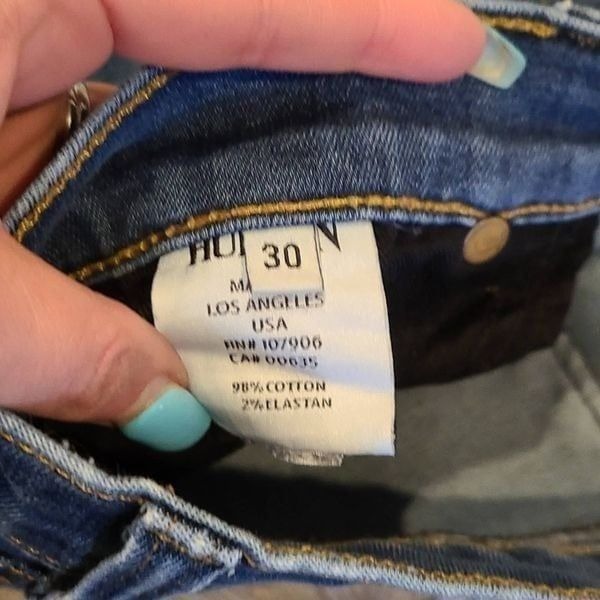 30
LOS ANGELES
USA
RN# 107906
CA# 00635
98% COTTON
2% ELASTAN